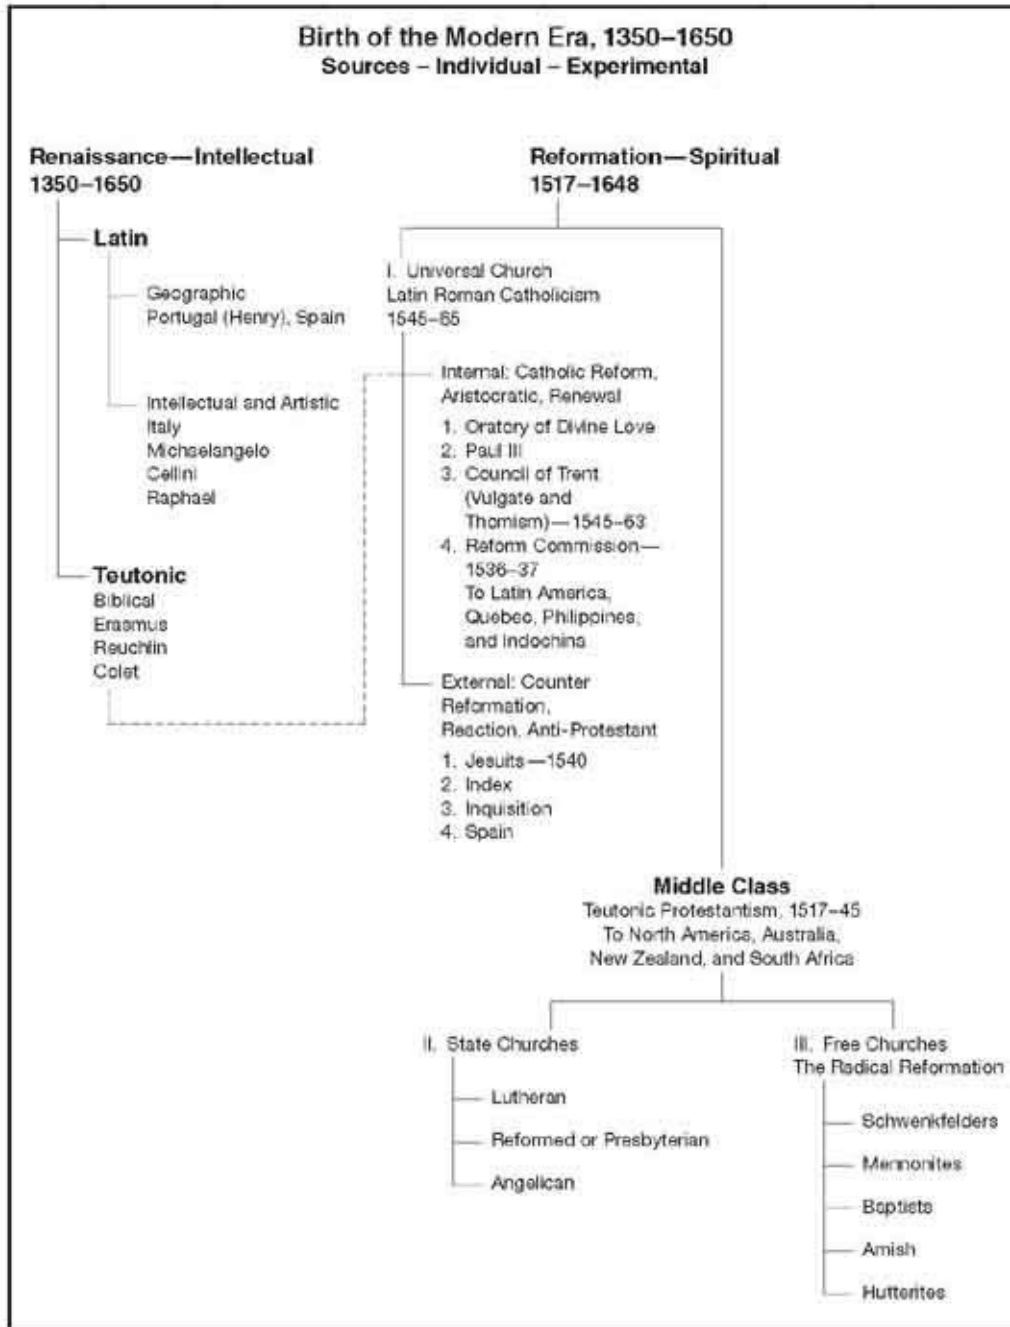 Birth of the Modern Era, 1350–1650
Sources – Individual – Experimental
Renaissance—Intellectual
1350–1650
Latin
Geographic
Portugal (Henry), Spain
Intellectual and Artistic
Italy
Michaelangelo
Cellini
Raphael
Teutonic
Biblical
Erasmus
Reuchlin
Colet
Reformation—Spiritual
1517–1648
I. Universal Church
Latin Roman Catholicism
1545–65
Internal: Catholic Reform,
Aristocratic, Renewal
1. Oratory of Divine Love
2. Paul III
3. Council of Trent
(Vulgate and
Thomism)—1545–63
4. Reform Commission—
1536–37
To Latin America,
Quebec, Philippines,
and Indochina
External: Counter
Reformation,
Reaction, Anti-Protestant
1. Jesuits—1540
2. Index
3. Inquisition
4. Spain
Middle Class
Teutonic Protestantism, 1517–45
To North America, Australia,
New Zealand, and South Africa
II. State Churches
Lutheran
Reformed or Presbyterian
Angelican
III. Free Churches
The Radical Reformation
Schwenkfelders
Mennonites
Baptists
Amish
Hutterites